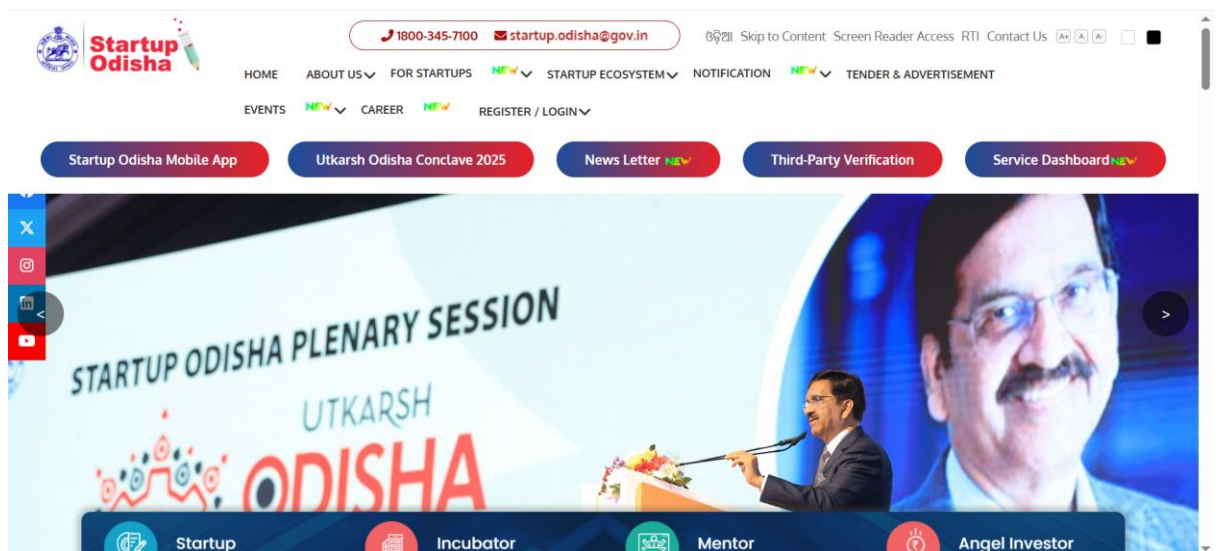 Startup
Odisha
1800-345-7100 startup.odisha@gov.in
ଓଡ଼ିଆ Skip to Content Screen Reader Access RTI Contact Us A+ A A-
HOME ABOUT US FOR STARTUPS NEW STARTUP ECOSYSTEM NOTIFICATION NEW TENDER & ADVERTISEMENT
EVENTS NEW CAREER NEW REGISTER / LOGIN
Startup Odisha Mobile App Utkarsh Odisha Conclave 2025 News Letter NEW Third-Party Verification Service Dashboard NEW
< >
STARTUP ODISHA PLENARY SESSION
UTKARSH
ODISHA
Startup Incubator Mentor Angel Investor